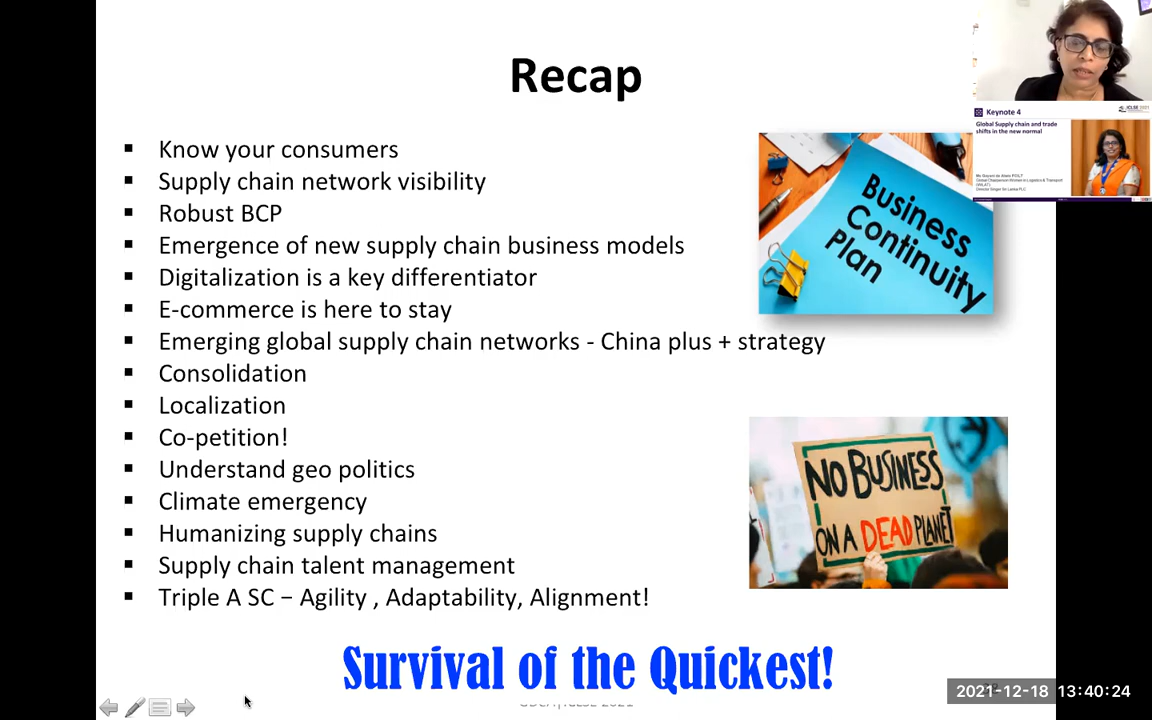 Recap
Know your consumers
Supply chain network visibility
Robust BCP
Emergence of new supply chain business models
Digitalization is a key differentiator
E-commerce is here to stay
Emerging global supply chain networks - China plus + strategy
Consolidation
Localization
Co-petition!
Understand geo politics
Climate emergency
Humanizing supply chains
Supply chain talent management
Triple A SC – Agility , Adaptability, Alignment!
Survival of the Quickest!
Business
Continuity
Plan
NO BUSINESS
ON A DEAD PLANET
Keynote 4
Global Supply chain and trade
shifts in the new normal
2021-12-18 13:40:24